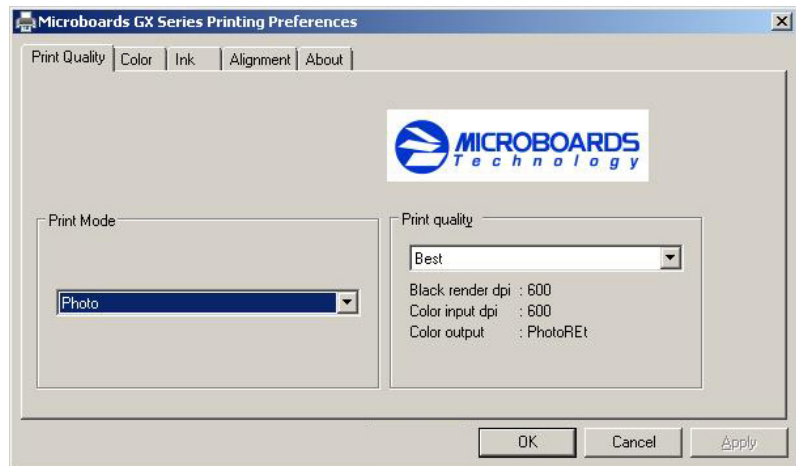 Microboards GX Series Printing Preferences
Print Quality Color Ink Alignment About
MICROBOARDS
Technology
Print Mode
Photo
Print quality
Best
Black render dpi : 600
Color input dpi : 600
Color output : PhotoREt
OK Cancel Apply